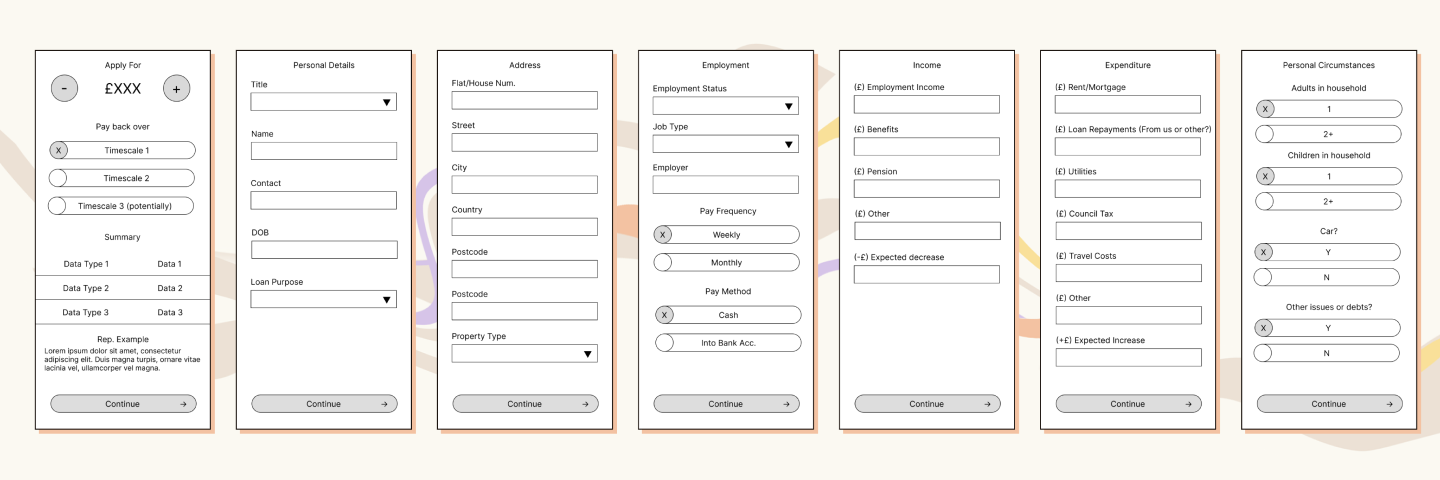 Apply For
- £XXX +
Pay back over
X Timescale 1
Timescale 2
Timescale 3 (potentially)
Summary
Data Type 1 Data 1
Data Type 2 Data 2
Data Type 3 Data 3
Rep. Example
Lorem ipsum dolor sit amet, consectetur
adipiscing elit. Duis magna turpis, ornare vitae
lacinia vel, ullamcorper vel magna.
Continue →
Personal Details
Title
Name
Contact
DOB
Loan Purpose
Continue →
Address
Flat/House Num.
Street
City
Country
Postcode
Postcode
Property Type
Continue →
Employment
Employment Status
Job Type
Employer
Pay Frequency
X Weekly
Monthly
Pay Method
X Cash
Into Bank Acc.
Continue →
Income
(£) Employment Income
(£) Benefits
(£) Pension
(£) Other
(-£) Expected decrease
Continue →
Expenditure
(£) Rent/Mortgage
(£) Loan Repayments (From us or other?)
(£) Utilities
(£) Council Tax
(£) Travel Costs
(£) Other
(+£) Expected Increase
Continue →
Personal Circumstances
Adults in household
X 1
2+
Children in household
X 1
2+
Car?
X Y
N
Other issues or debts?
X Y
N
Continue →